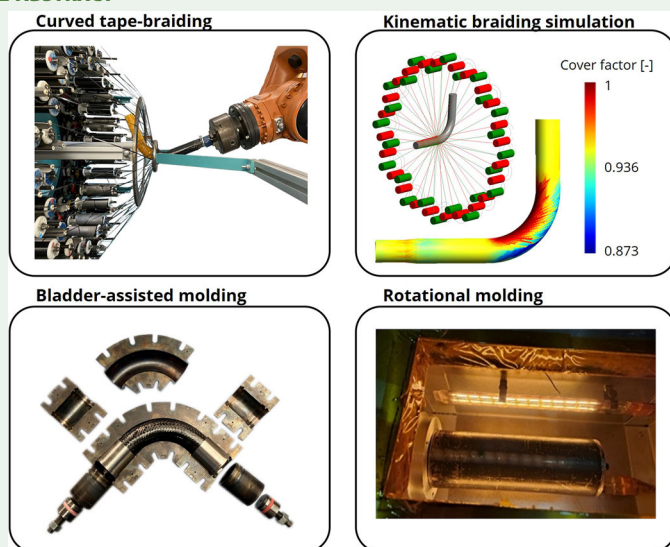 Curved tape-braiding
Kinematic braiding simulation
Cover factor [-]
1
0.936
0.873
Bladder-assisted molding
Rotational molding